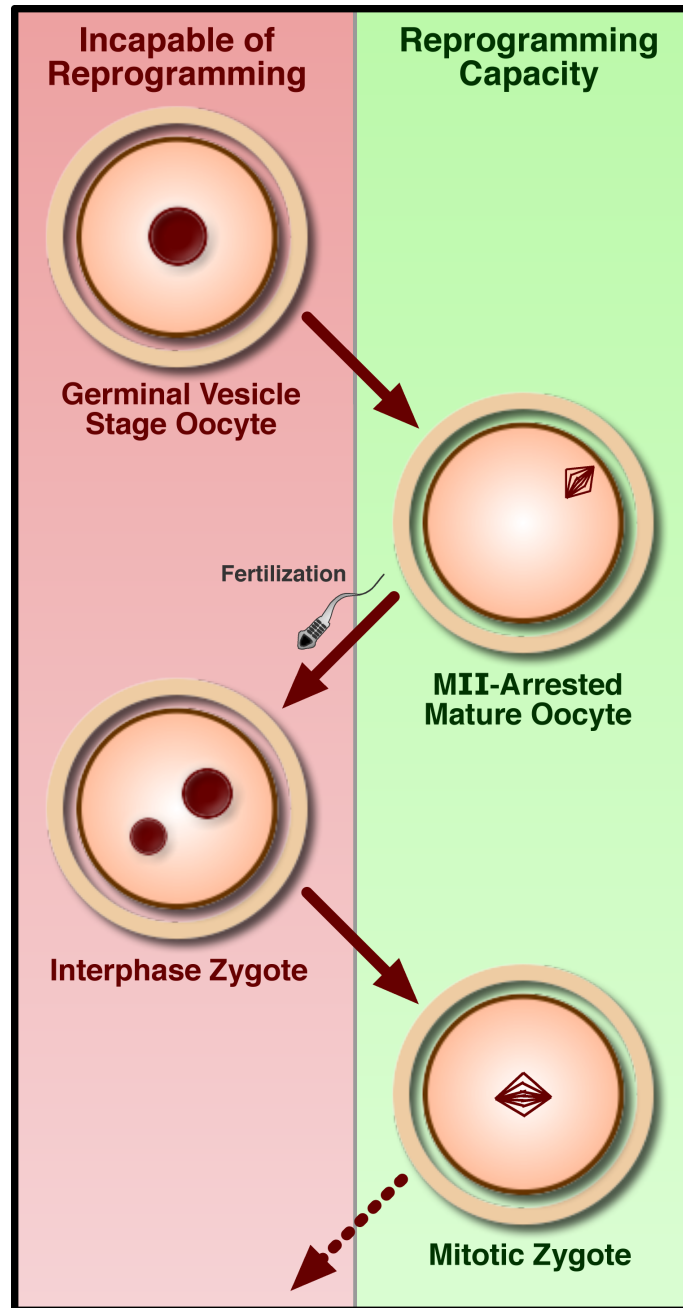 Incapable of
Reprogramming
Reprogramming
Capacity
Germinal Vesicle
Stage Oocyte
Fertilization
MII-Arrested
Mature Oocyte
Interphase Zygote
Mitotic Zygote